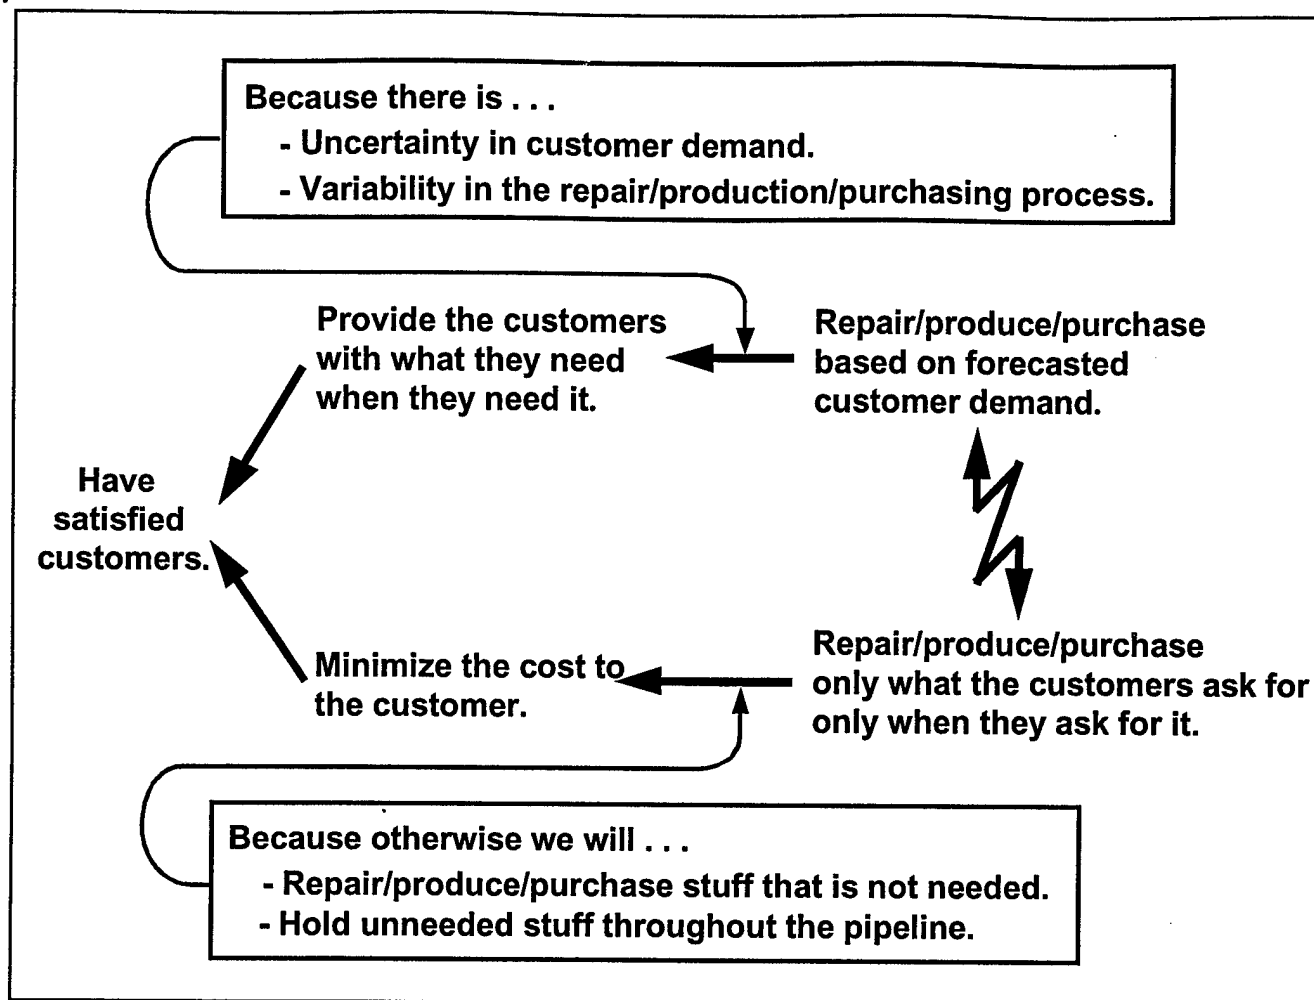 Because there is . . .
- Uncertainty in customer demand.
- Variability in the repair/production/purchasing process.
Provide the customers
with what they need
when they need it.
Repair/produce/purchase
based on forecasted
customer demand.
Have
satisfied
customers.
Minimize the cost to
the customer.
Repair/produce/purchase
only what the customers ask for
only when they ask for it.
Because otherwise we will . . .
- Repair/produce/purchase stuff that is not needed.
- Hold unneeded stuff throughout the pipeline.